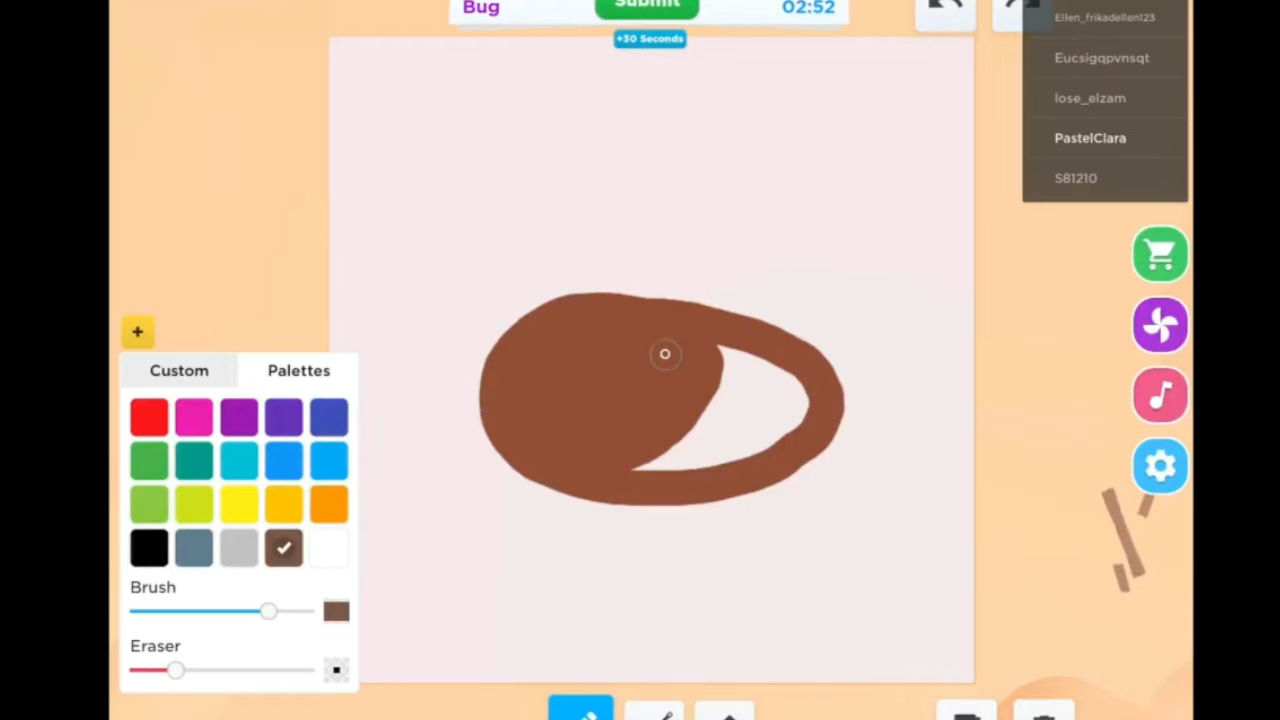 Bug
Submit
02:52
+30 Seconds
Ellen_frikadellen123
Eucsigqpvnsqt
lose_elzam
PastelClara
S81210
+
Custom
Palettes
Brush
Eraser